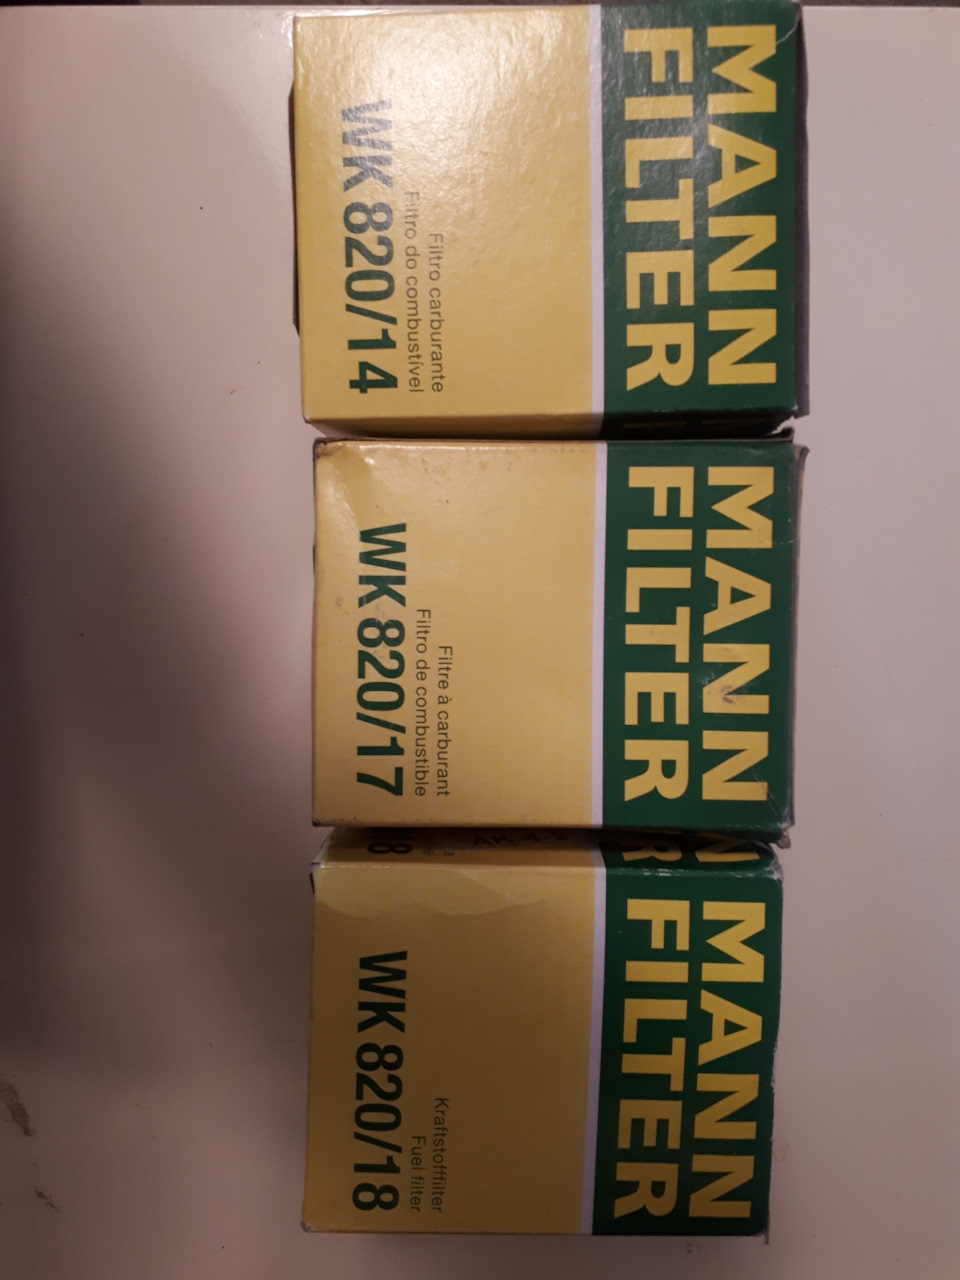 MANN
FILTER
Filtro carburante
Filtro do combustível
WK 820/14
MANN
FILTER
Filtre à carburant
Filtro de combustible
WK 820/17
MANN
FILTER
Kraftstofffilter
Fuel filter
WK 820/18